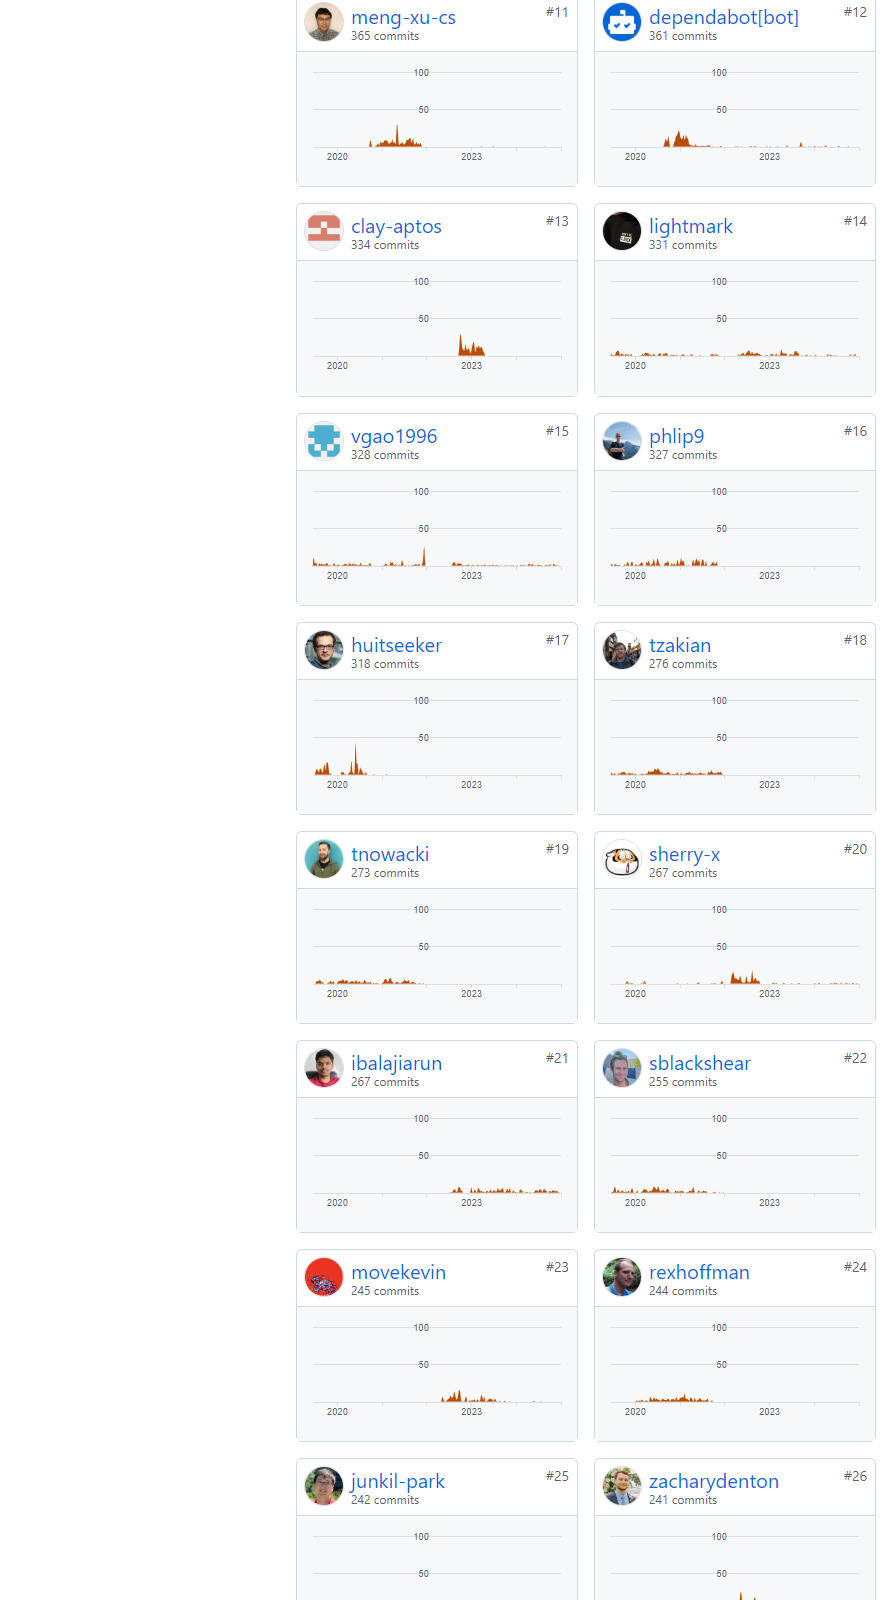 meng-xu-cs #11
365 commits
100
50
2020 2023
dependabot[bot] #12
361 commits
100
50
2020 2023
clay-aptos #13
334 commits
100
50
2020 2023
lightmark #14
331 commits
100
50
2020 2023
vgao1996 #15
328 commits
100
50
2020 2023
phlip9 #16
327 commits
100
50
2020 2023
huitseeker #17
318 commits
100
50
2020 2023
tzakian #18
276 commits
100
50
2020 2023
tnowacki #19
273 commits
100
50
2020 2023
sherry-x #20
267 commits
100
50
2020 2023
ibalajiarun #21
267 commits
100
50
2020 2023
sblackshear #22
255 commits
100
50
2020 2023
movekevin #23
245 commits
100
50
2020 2023
rexhoffman #24
244 commits
100
50
2020 2023
junkil-park #25
242 commits
100
50
zacharydenton #26
241 commits
100
50